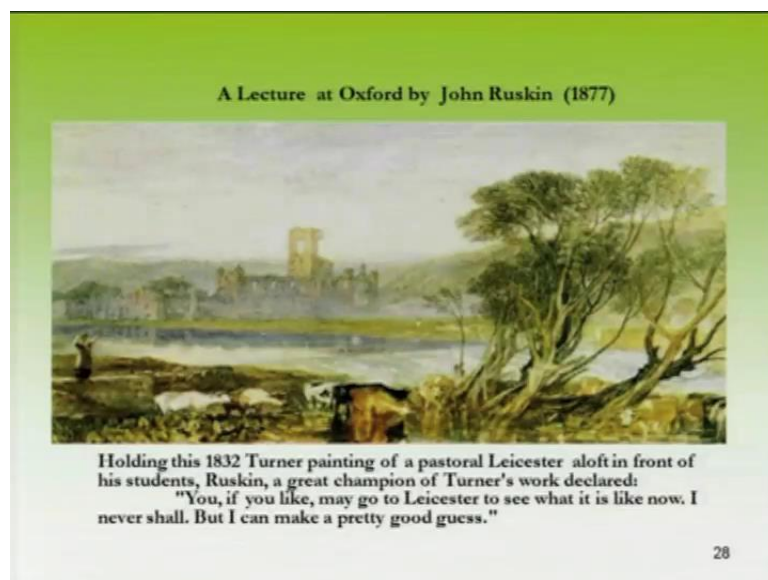 A Lecture at Oxford by John Ruskin (1877)
Holding this 1832 Turner painting of a pastoral Leicester aloft in front of
his students, Ruskin, a great champion of Turner's work declared:
"You, if you like, may go to Leicester to see what it is like now. I
never shall. But I can make a pretty good guess."
28